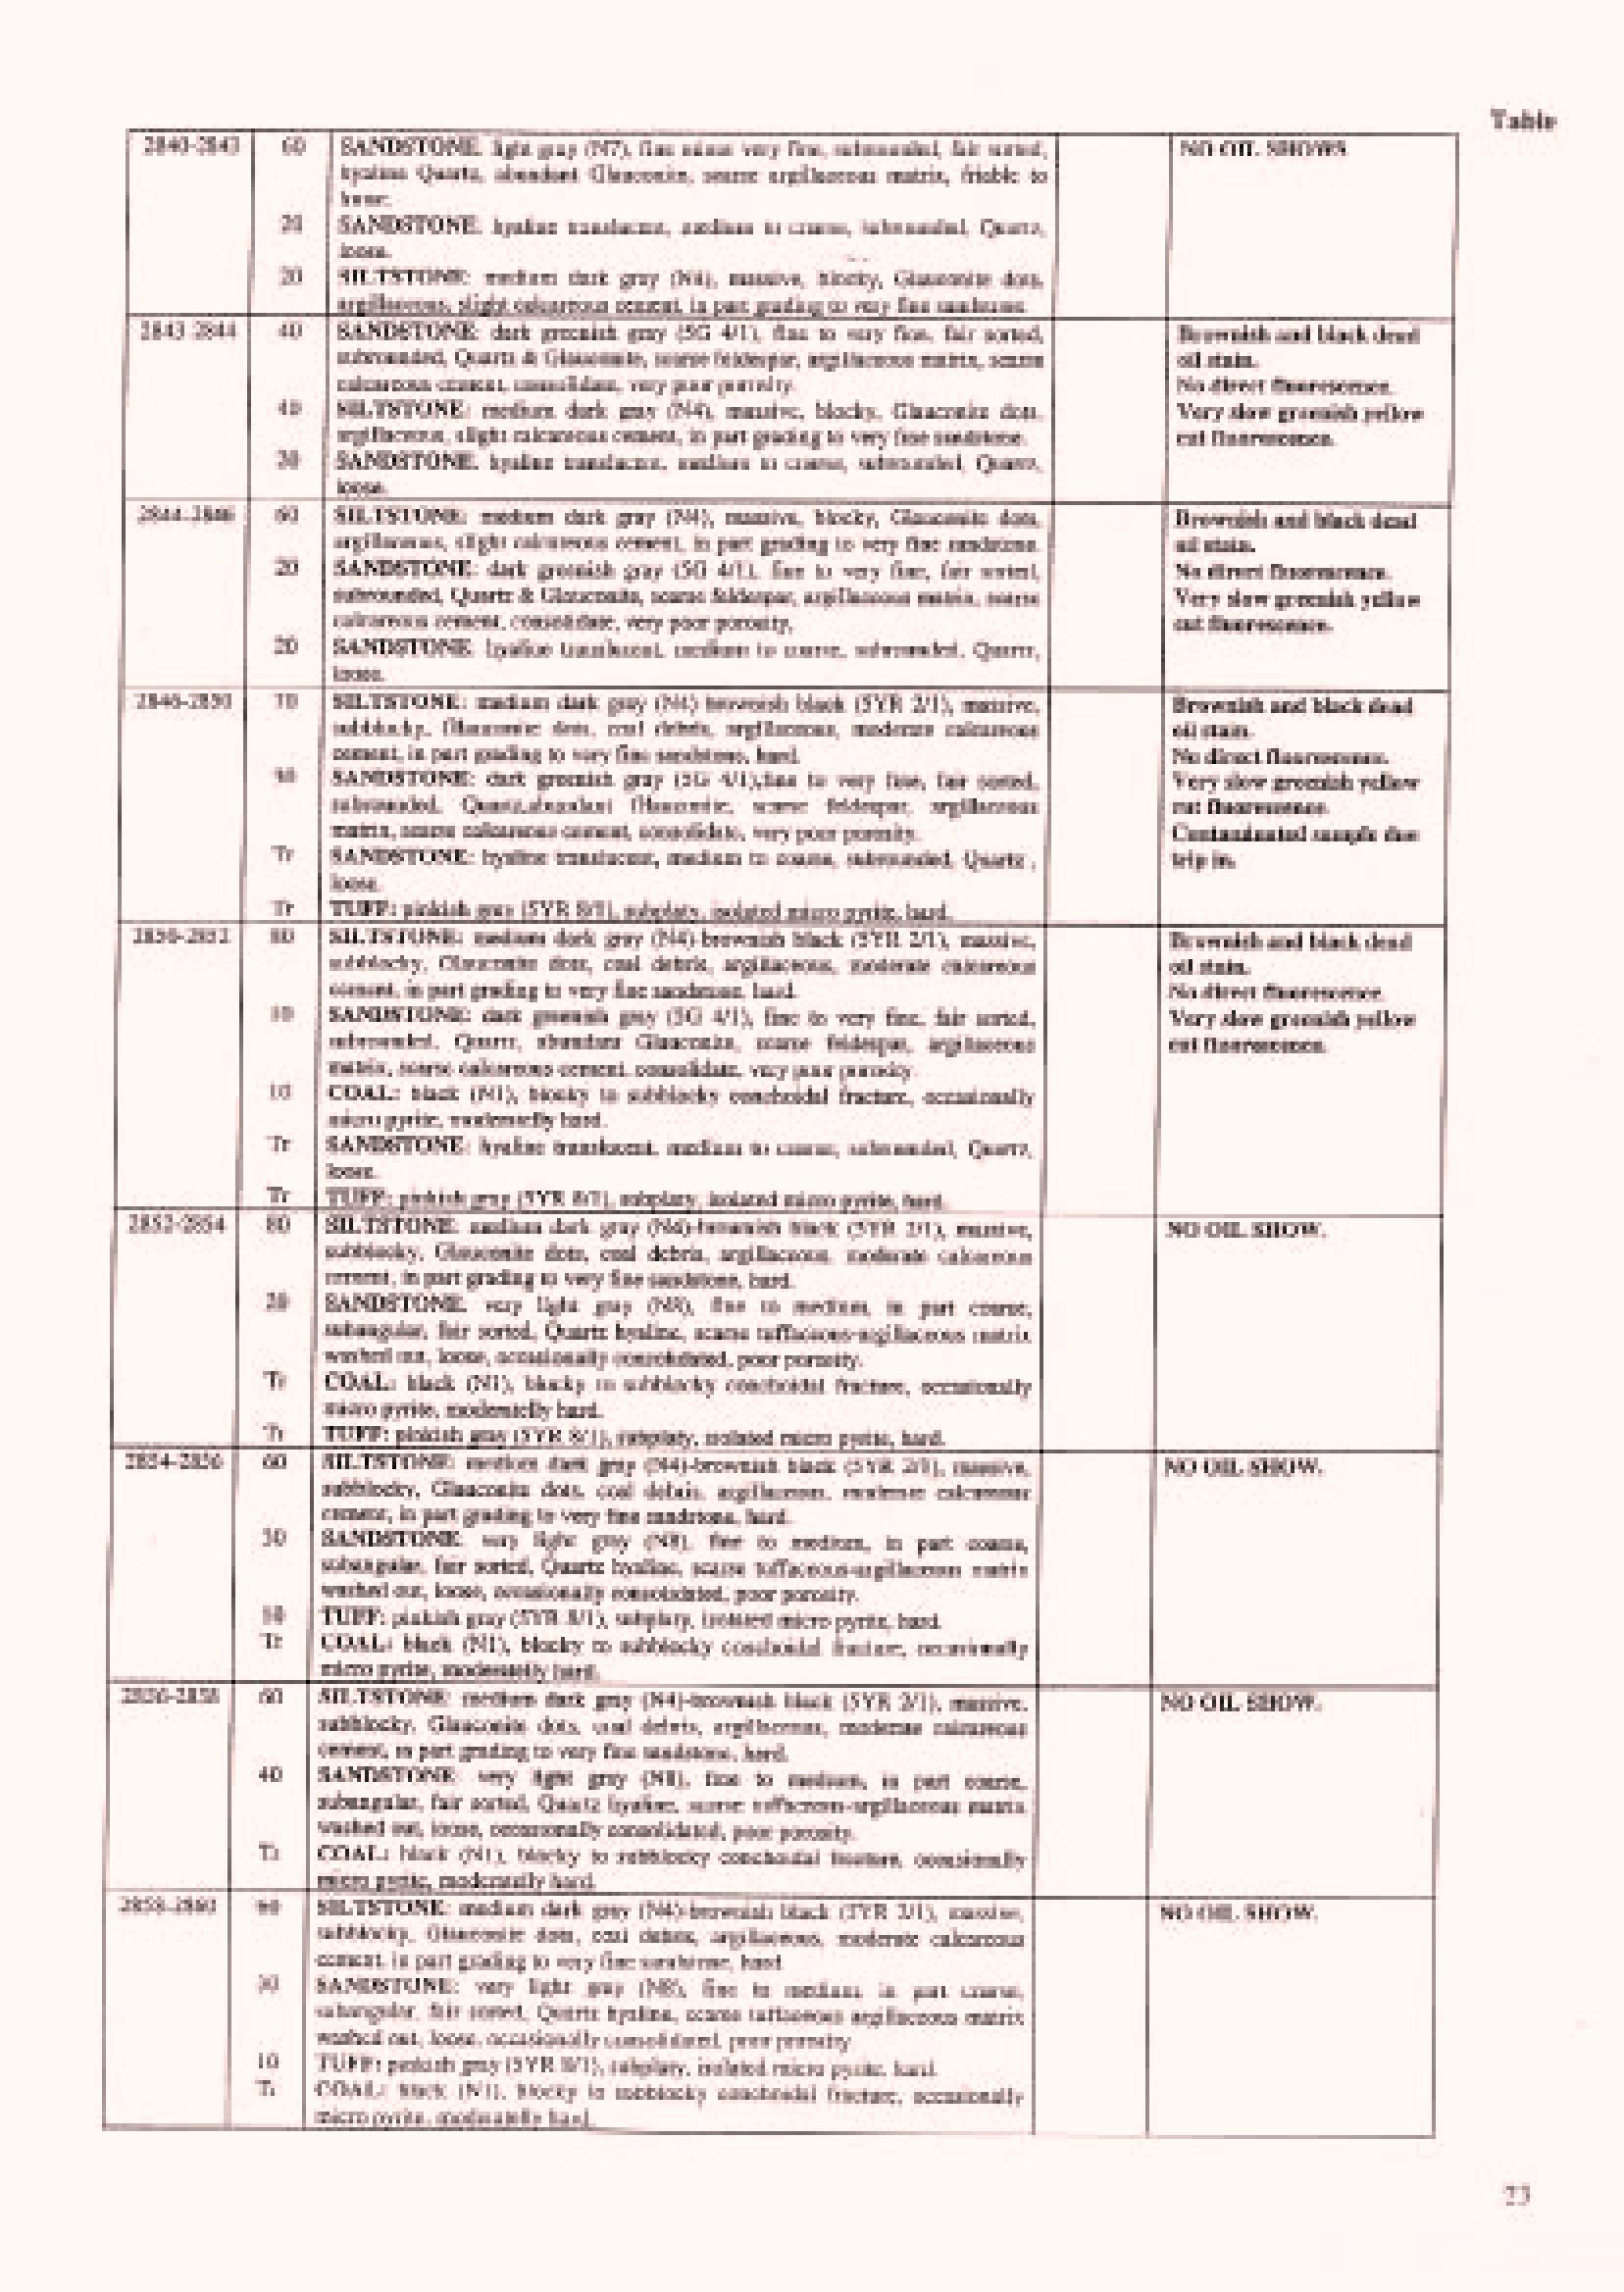 Table
2840-2843 60 SANDSTONE: light gray (N7), fine minor very fine, subrounded, fair sorted, NO OIL SHOWS
hyaline Quartz, abundant Glauconite, scarse argillaceous matrix, friable to
loose.
20 SANDSTONE: hyaline translucent, medium to coarse, subrounded, Quartz,
loose.
20 SILTSTONE: medium dark gray (N4), massive, blocky, Glauconite dots,
argillaceous, slight calcareous cement, in part grading to very fine sandstone.
2843-2844 40 SANDSTONE: dark greenish gray (5G 4/1), fine to very fine, fair sorted, Brownish and black dead
subrounded, Quartz & Glauconite, scarse feldespar, argillaceous matrix, scarse oil stain.
calcareous cement, consolidate, very poor porosity. No direct fluorescence.
40 SILTSTONE: medium dark gray (N4), massive, blocky, Glauconite dots, Very slow greenish yellow
argillaceous, slight calcareous cement, in part grading to very fine sandstone. cut fluorescence.
SANDSTONE: hyaline translucent, medium to coarse, subrounded, Quartz,
loose.
2844-2846 60 SILTSTONE: medium dark gray (N4), massive, blocky, Glauconite dots, Brownish and black dead
argillaceous, slight calcareous cement, in part grading to very fine sandstone. oil stain.
20 SANDSTONE: dark greenish gray (5G 4/1), fine to very fine, fair sorted, No direct fluorescence.
subrounded, Quartz & Glauconite, scarse feldespar, argillaceous matrix, scarse Very slow greenish yellow
calcareous cement, consolidate, very poor porosity, cut fluorescence.
20 SANDSTONE: hyaline translucent, medium to coarse, subrounded, Quartz,
loose.
2846-2850 70 SILTSTONE: medium dark gray (N4)-brownish black (5YR 2/1), massive, Brownish and black dead
subblocky, Glauconite dots, coal debris, argillaceous, moderate calcareous oil stain.
cement, in part grading to very fine sandstone, hard. No direct fluorescence.
SANDSTONE: dark greenish gray (5G 4/1),fine to very fine, fair sorted, Very slow greenish yellow
subrounded, Quartz,abundant Glauconite, scarse feldespar, argillaceous cut fluorescence.
matrix, scarse calcareous cement, consolidate, very poor porosity. Contaminated sample due
Tr SANDSTONE: hyaline translucent, medium to coarse, subrounded, Quartz , trip in.
loose.
Tr TUFF: pinkish gray (5YR 8/1), subplaty, isolated micro pyrite, hard.
2850-2852 80 SILTSTONE: medium dark gray (N4)-brownish black (5YR 2/1), massive, Brownish and black dead
subblocky, Glauconite dots, coal debris, argillaceous, moderate calcareous oil stain.
cement, in part grading to very fine sandstone, hard. No direct fluorescence.
10 SANDSTONE: dark greenish gray (5G 4/1), fine to very fine, fair sorted, Very slow greenish yellow
subrounded, Quartz, abundant Glauconite, scarse feldespar, argillaceous cut fluorescence.
matrix, scarse calcareous cement, consolidate, very poor porosity.
10 COAL: black (N1), blocky to subblocky conchoidal fracture, occasionally
micro pyrite, moderatelly hard.
Tr SANDSTONE: hyaline translucent, medium to coarse, subrounded, Quartz,
loose.
Tr TUFF: pinkish gray (5YR 8/1), subplaty, isolated micro pyrite, hard.
2852-2854 80 SILTSTONE: medium dark gray (N4)-brownish black (5YR 2/1), massive, NO OIL SHOW.
subblocky, Glauconite dots, coal debris, argillaceous, moderate calcareous
cement, in part grading to very fine sandstone, hard.
20 SANDSTONE: very light gray (N8), fine to medium, in part coarse,
subangular, fair sorted, Quartz hyaline, scarse tuffaceous-argillaceous matrix
washed out, loose, occasionally consolidated, poor porosity.
Tr COAL: black (N1), blocky to subblocky conchoidal fracture, occasionally
micro pyrite, moderatelly hard.
Tr TUFF: pinkish gray (5YR 8/1), subplaty, isolated micro pyrite, hard.
2854-2856 60 SILTSTONE: medium dark gray (N4)-brownish black (5YR 2/1), massive, NO OIL SHOW.
subblocky, Glauconite dots, coal debris, argillaceous, moderate calcareous
cement, in part grading to very fine sandstone, hard.
30 SANDSTONE: very light gray (N8), fine to medium, in part coarse,
subangular, fair sorted, Quartz hyaline, scarse tuffaceous-argillaceous matrix
washed out, loose, occasionally consolidated, poor porosity.
10 TUFF: pinkish gray (5YR 8/1), subplaty, isolated micro pyrite, hard.
Tr COAL: black (N1), blocky to subblocky conchoidal fracture, occasionally
micro pyrite, moderatelly hard.
2856-2858 60 SILTSTONE: medium dark gray (N4)-brownish black (5YR 2/1), massive, NO OIL SHOW.
subblocky, Glauconite dots, coal debris, argillaceous, moderate calcareous
cement, in part grading to very fine sandstone, hard.
40 SANDSTONE: very light gray (N8), fine to medium, in part coarse,
subangular, fair sorted, Quartz hyaline, scarse tuffaceous-argillaceous matrix
washed out, loose, occasionally consolidated, poor porosity.
Tr COAL: black (N1), blocky to subblocky conchoidal fracture, occasionally
micro pyrite, moderatelly hard.
2858-2860 60 SILTSTONE: medium dark gray (N4)-brownish black (5YR 2/1), massive, NO OIL SHOW.
subblocky, Glauconite dots, coal debris, argillaceous, moderate calcareous
cement, in part grading to very fine sandstone, hard
30 SANDSTONE: very light gray (N8), fine to medium, in part coarse,
subangular, fair sorted, Quartz hyaline, scarse tuffaceous argillaceous matrix
washed out, loose, occasionally consolidated, poor porosity
10 TUFF: pinkish gray (5YR 8/1), subplaty, isolated micro pyrite, hard.
Tr COAL: black (N1), blocky to subblocky conchoidal fracture, occasionally
micro pyrite, moderatelly hard.
23